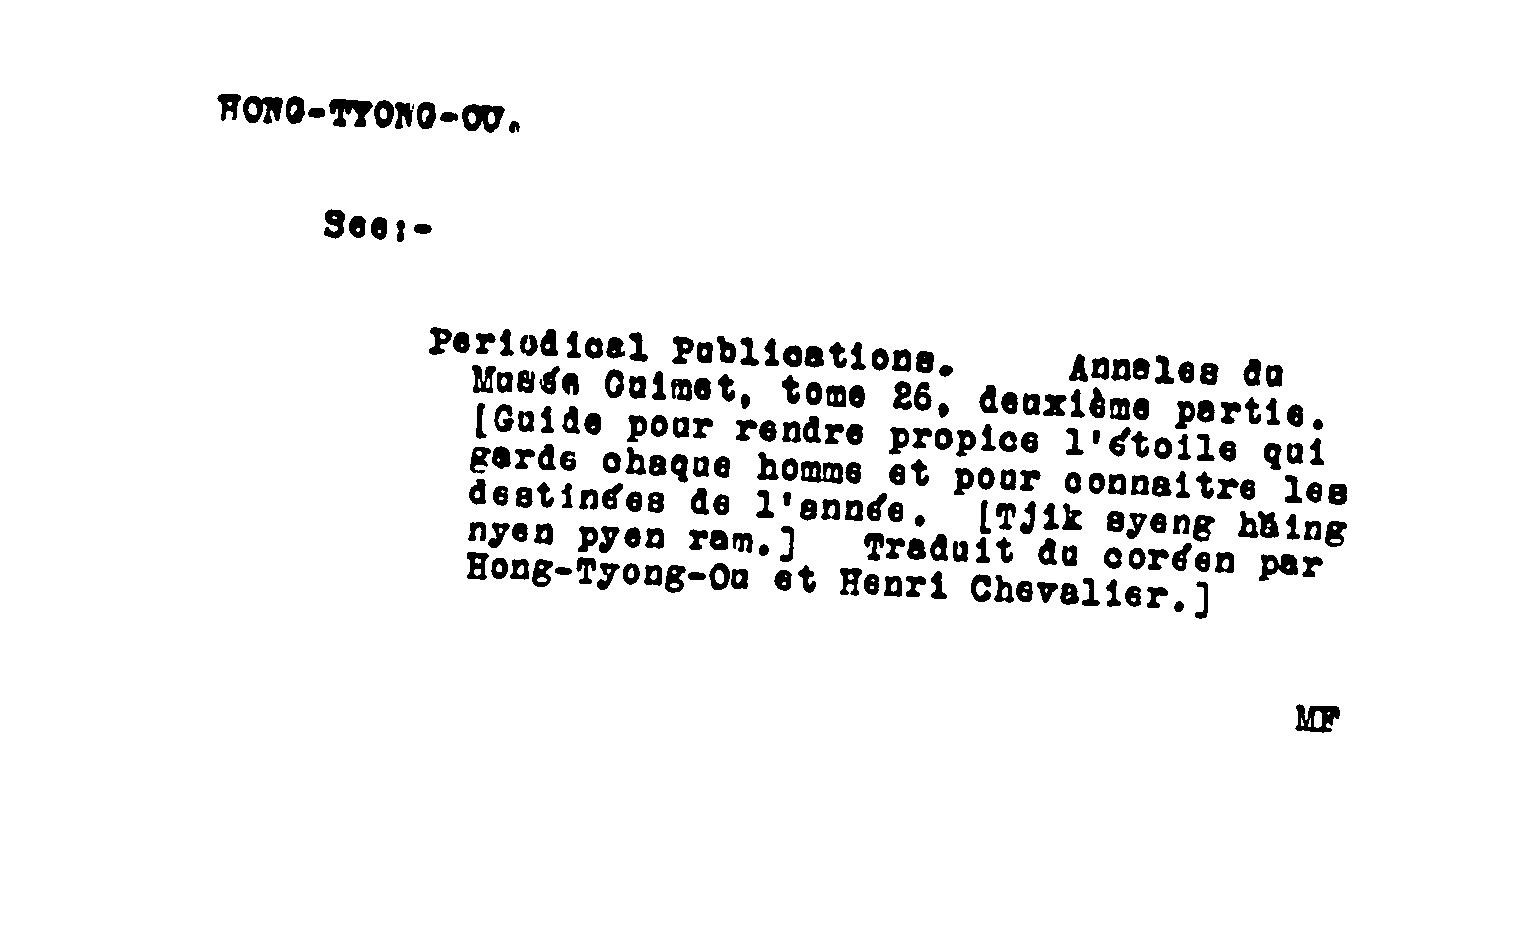 HONG-TYONG-OU.
See:-
Periodical Publications. Annales du
Musée Guimet, tome 26, deuxième partie.
[Guide pour rendre propice l'étoile qui
garde chaque homme et pour connaitre les
destinées de l'année. [Tjik syeng häing
nyen pyen ram.] Traduit du coréen par
Hong-Tyong-Ou et Henri Chevalier.]
MF